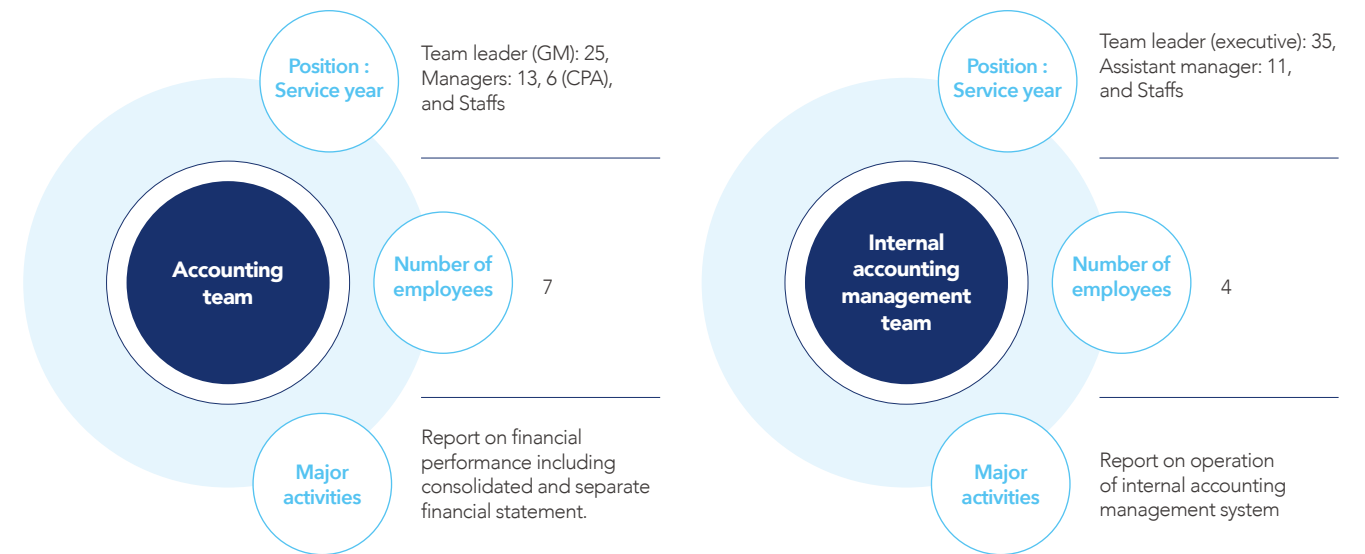 Accounting
team
Position :
Service year
Team leader (GM): 25,
Managers: 13, 6 (CPA),
and Staffs
Number of
employees
7
Major
activities
Report on financial
performance including
consolidated and separate
financial statement.
Internal
accounting
management
team
Position :
Service year
Team leader (executive): 35,
Assistant manager: 11,
and Staffs
Number of
employees
4
Major
activities
Report on operation
of internal accounting
management system